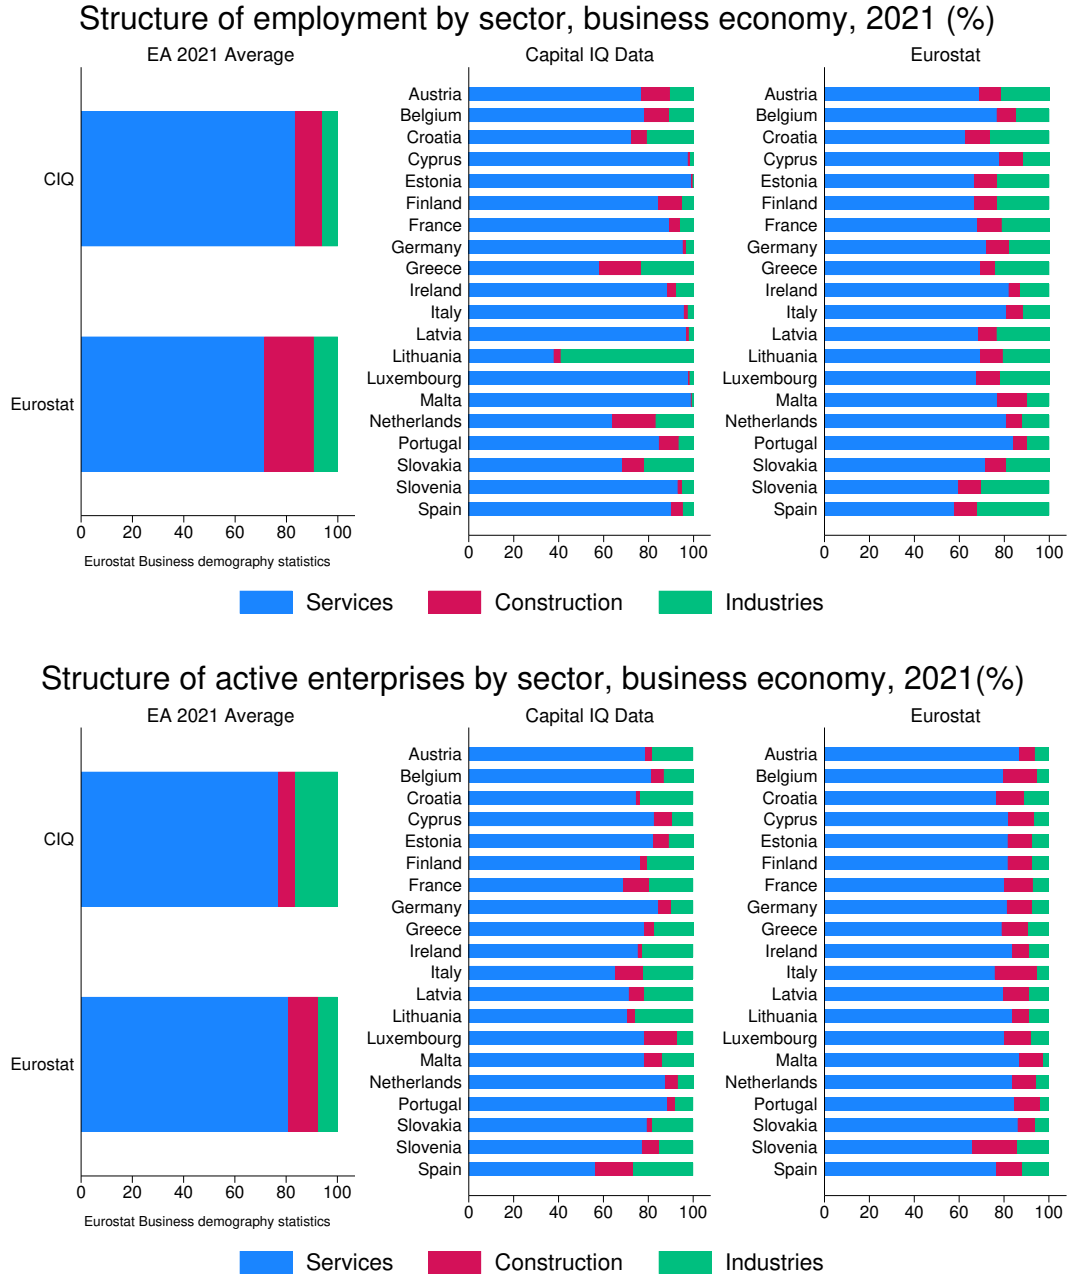 Structure of employment by sector, business economy, 2021 (%)
EA 2021 Average
CIQ
Eurostat
0 20 40 60 80 100
Eurostat Business demography statistics
Capital IQ Data
Austria
Belgium
Croatia
Cyprus
Estonia
Finland
France
Germany
Greece
Ireland
Italy
Latvia
Lithuania
Luxembourg
Malta
Netherlands
Portugal
Slovakia
Slovenia
Spain
0 20 40 60 80 100
Eurostat
Austria
Belgium
Croatia
Cyprus
Estonia
Finland
France
Germany
Greece
Ireland
Italy
Latvia
Lithuania
Luxembourg
Malta
Netherlands
Portugal
Slovakia
Slovenia
Spain
0 20 40 60 80 100
Services Construction Industries
Structure of active enterprises by sector, business economy, 2021(%)
EA 2021 Average
CIQ
Eurostat
0 20 40 60 80 100
Eurostat Business demography statistics
Capital IQ Data
Austria
Belgium
Croatia
Cyprus
Estonia
Finland
France
Germany
Greece
Ireland
Italy
Latvia
Lithuania
Luxembourg
Malta
Netherlands
Portugal
Slovakia
Slovenia
Spain
0 20 40 60 80 100
Eurostat
Austria
Belgium
Croatia
Cyprus
Estonia
Finland
France
Germany
Greece
Ireland
Italy
Latvia
Lithuania
Luxembourg
Malta
Netherlands
Portugal
Slovakia
Slovenia
Spain
0 20 40 60 80 100
Services Construction Industries